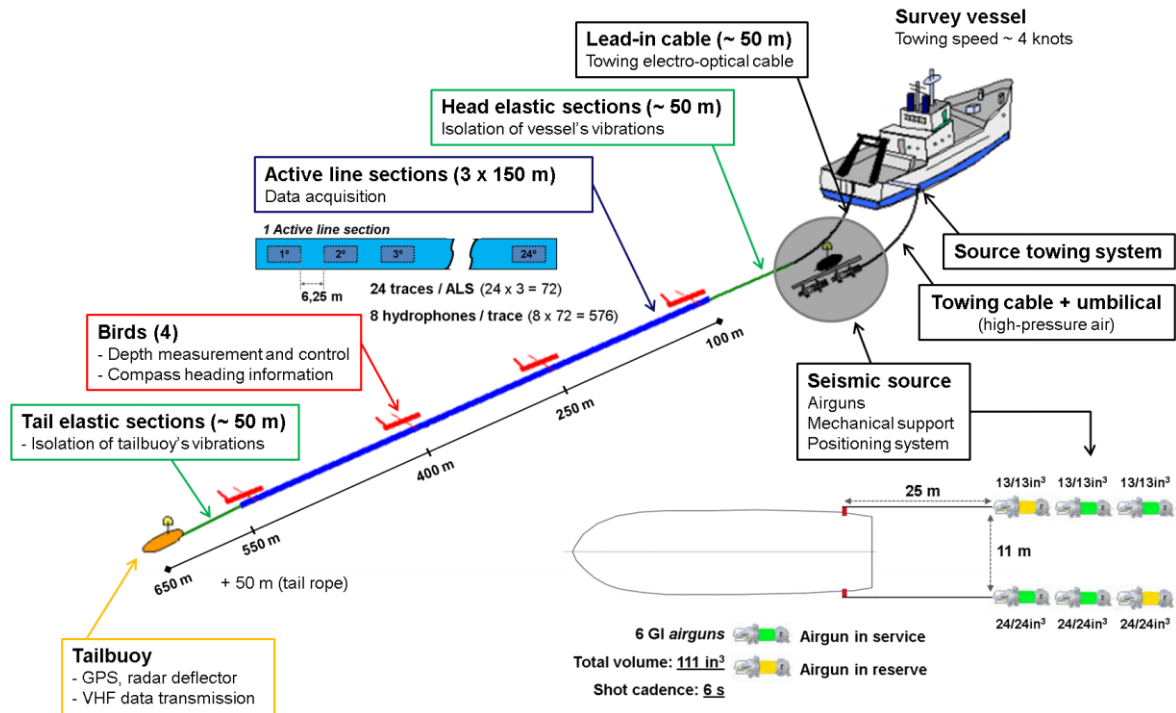 Survey vessel
Towing speed ~ 4 knots
Lead-in cable (~ 50 m)
Towing electro-optical cable
Head elastic sections (~ 50 m)
Isolation of vessel's vibrations
Active line sections (3 x 150 m)
Data acquisition
1 Active line section
1º 2º 3º 24º
6,25 m
24 traces / ALS (24 x 3 = 72)
8 hydrophones / trace (8 x 72 = 576)
Source towing system
Towing cable + umbilical
(high-pressure air)
Birds (4)
- Depth measurement and control
- Compass heading information
100 m
250 m
400 m
550 m
650 m
Seismic source
Airguns
Mechanical support
Positioning system
Tail elastic sections (~ 50 m)
- Isolation of tailbuoy's vibrations
+ 50 m (tail rope)
Tailbuoy
- GPS, radar deflector
- VHF data transmission
25 m
13/13in³ 13/13in³ 13/13in³
11 m
24/24in³ 24/24in³ 24/24in³
6 GI airguns
Airgun in service
Total volume: 111 in³
Airgun in reserve
Shot cadence: 6 s